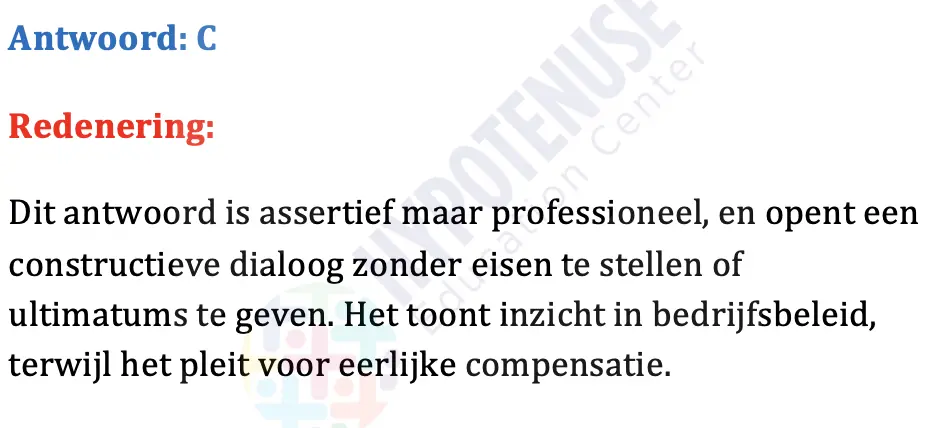 Antwoord: C
Redenering:
Dit antwoord is assertief maar professioneel, en opent een
constructieve dialoog zonder eisen te stellen of
ultimatums te geven. Het toont inzicht in bedrijfsbeleid,
terwijl het pleit voor eerlijke compensatie.
HYPOTENUSE
Education Center